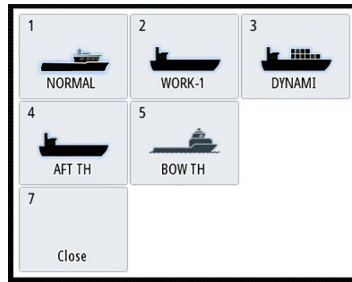 1
2
3
NORMAL
WORK-1
DYNAMI
4
5
AFT TH
BOW TH
7
Close